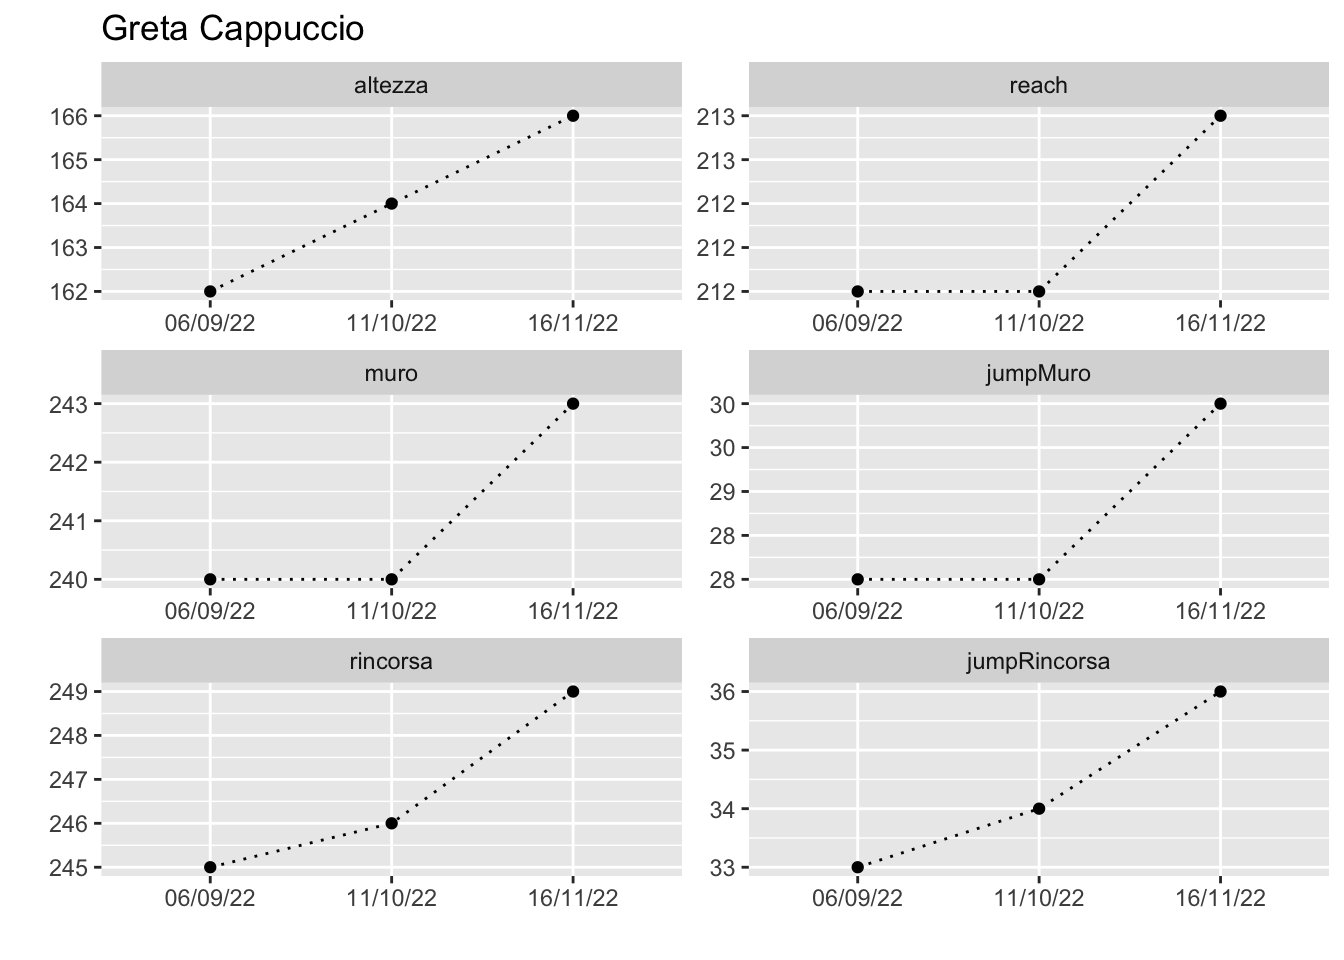 Greta Cappuccio
altezza
166
165
164
163
162
06/09/22 11/10/22 16/11/22
reach
213
213
212
212
212
06/09/22 11/10/22 16/11/22
muro
243
242
241
240
06/09/22 11/10/22 16/11/22
jumpMuro
30
30
29
28
28
06/09/22 11/10/22 16/11/22
rincorsa
249
248
247
246
245
06/09/22 11/10/22 16/11/22
jumpRincorsa
36
35
34
33
06/09/22 11/10/22 16/11/22